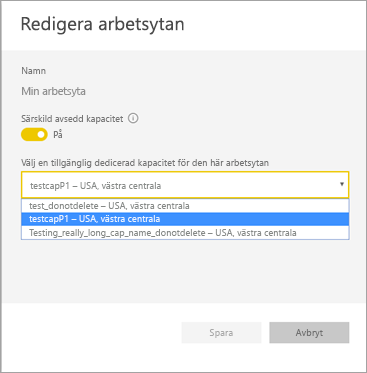 Redigera arbetsytan
Namn
Min arbetsyta
Särskild avsedd kapacitet
På
Välj en tillgänglig dedicerad kapacitet för den här arbetsytan
testcapP1 – USA, västra centrala
test_donotdelete – USA, västra centrala
testcapP1 – USA, västra centrala
Testing_really_long_cap_name_donotdelete – USA, västra centrala
Spara Avbryt